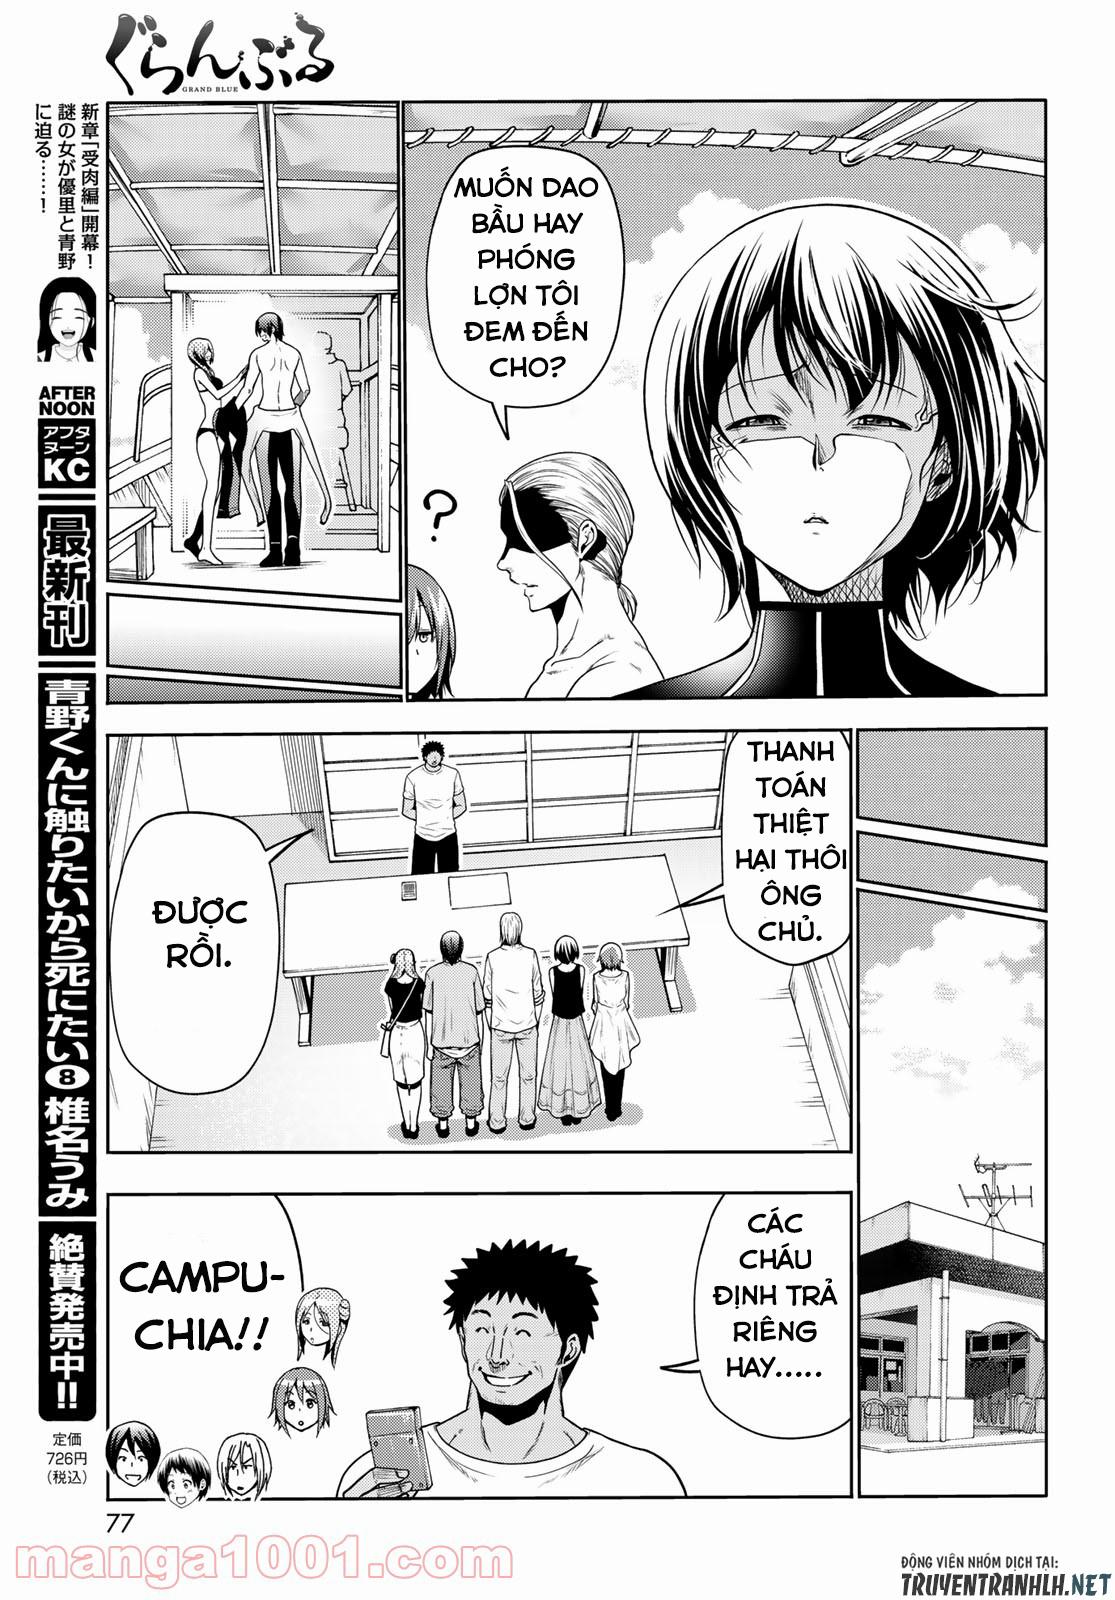 ぐらんぶる
GRAND BLUE
新章「受肉編」開幕!
謎の女が優里と青野
に迫る……!
AFTER
NOON
アフタ
ヌーン
KC
最新刊
青野くんに触りたいから死にたい8 椎名うみ
絶賛発売中!!
定価
726円
(税込)
MUỐN DAO
BẦU HAY
PHÓNG
LỢN TÔI
ĐEM ĐẾN
CHO?
?
THANH
TOÁN
THIỆT
HẠI THÔI
ÔNG
CHỦ.
ĐƯỢC
RỒI.
CÁC
CHÁU
ĐỊNH TRẢ
RIÊNG
HAY.....
CAMPU-
CHIA!!
77
manga1001.com
ĐỘNG VIÊN NHÓM DỊCH TẠI:
TRUYENTRANHLH.NET